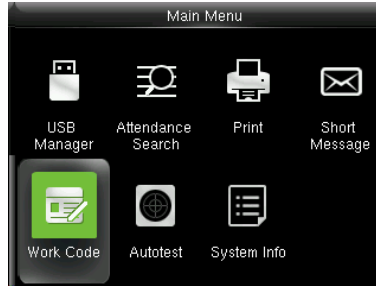 Main Menu
USB
Manager
Attendance
Search
Print
Short
Message
Work Code
Autotest
System Info